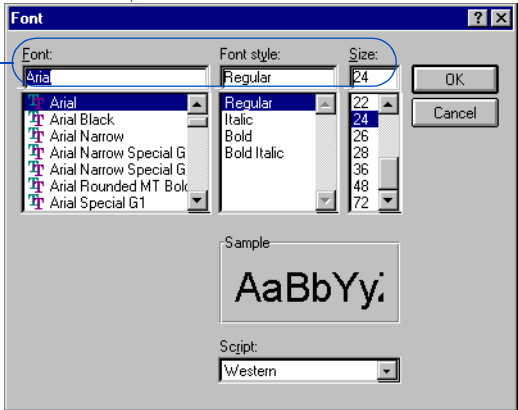 Font
? X
Font:
Font style:
Size:
Arial
Regular
24
OK
Cancel
Arial
Arial Black
Arial Narrow
Arial Narrow Special G
Arial Narrow Special G
Arial Rounded MT Bold
Arial Special G1
Regular
Italic
Bold
Bold Italic
22
24
26
28
36
48
72
Sample
AaBbYy
Script:
Western